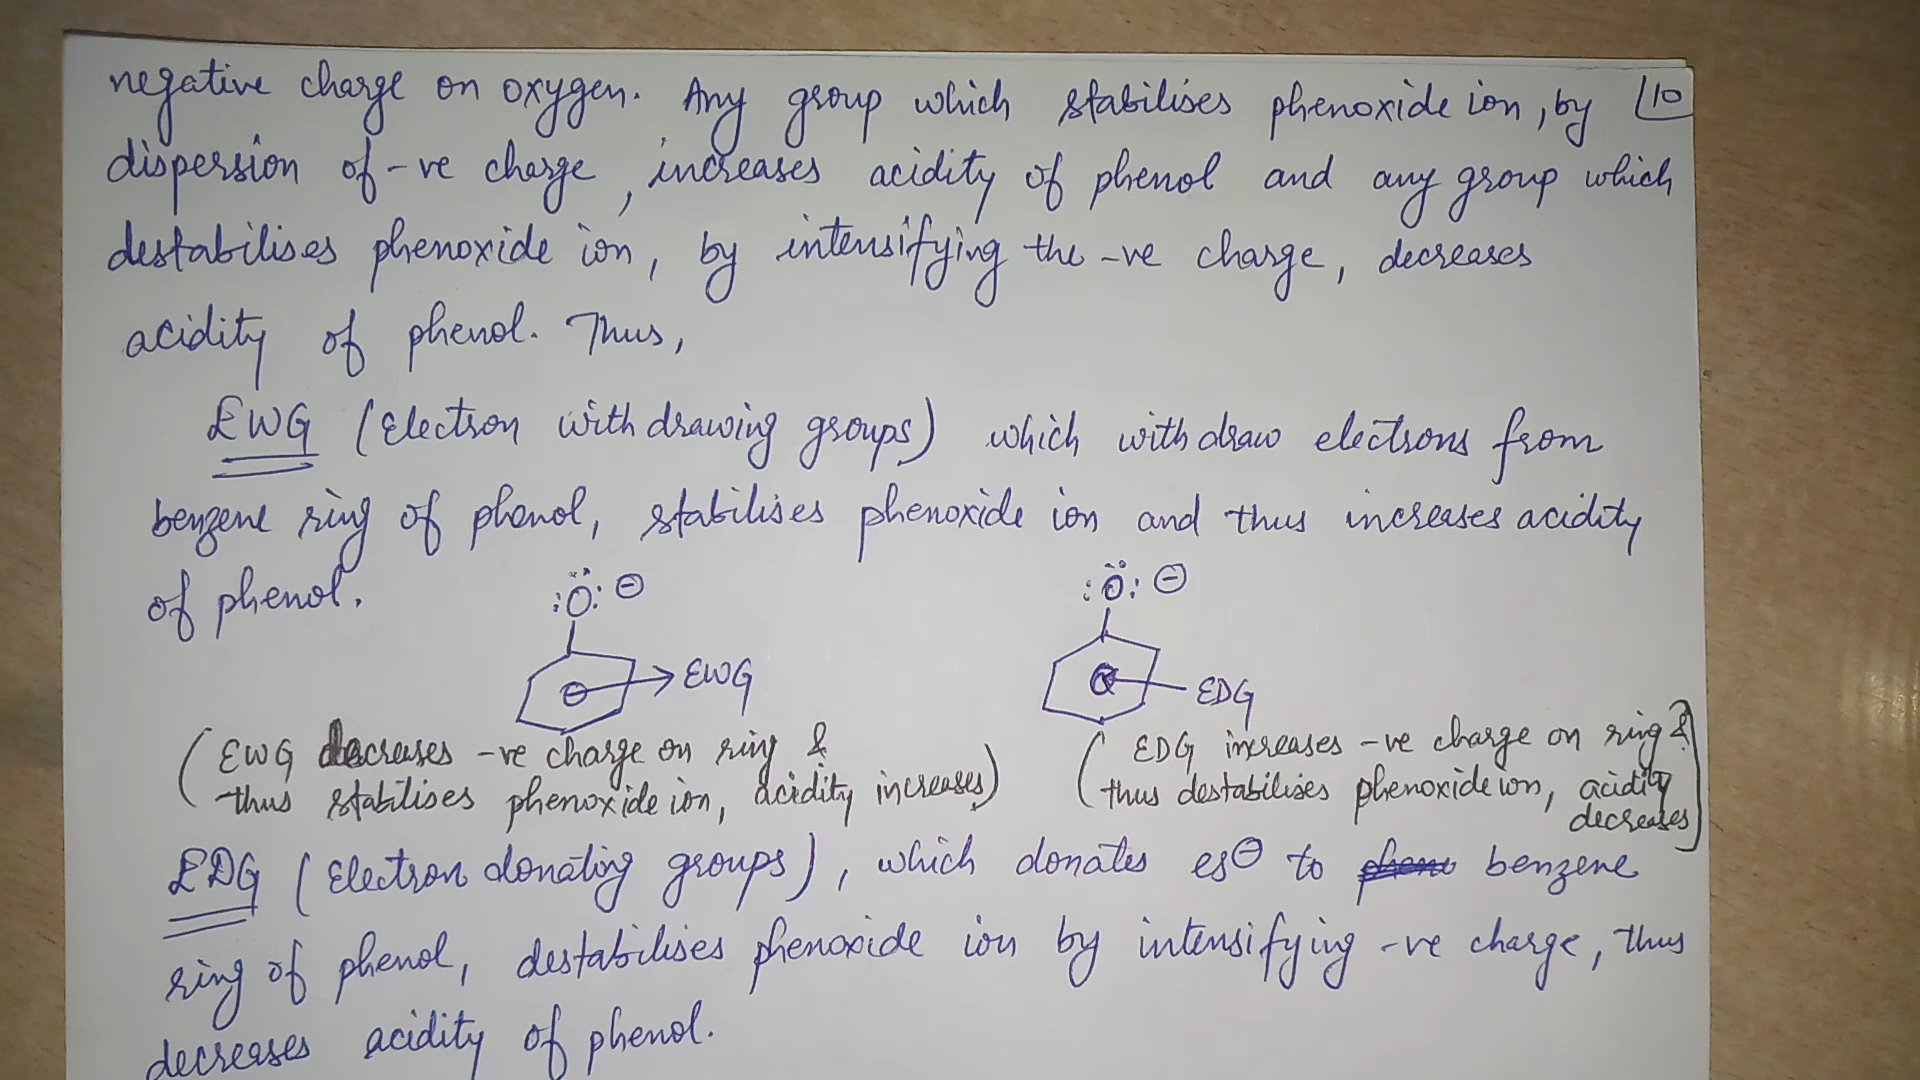 negative charge on oxygen. Any group which stabilises phenoxide ion, by 10
dispersion of -ve charge, increases acidity of phenol and any group which
destabilises phenoxide ion, by intensifying the -ve charge, decreases
acidity of phenol. Thus,
EWG (Electron withdrawing groups) which withdraw electrons from
benzene ring of phenol, stabilises phenoxide ion and thus increases acidity
of phenol.
:Ö: ⊖ :Ö: ⊖
EWG EDG
(EWG decreases -ve charge on ring &
thus stabilises phenoxide ion, acidity increases)
(EDG increases -ve charge on ring &
thus destabilises phenoxide ion, acidity
decreases)
EDG (Electron donating groups), which donates es⊖ to benzene
ring of phenol, destabilises phenoxide ion by intensifying -ve charge, thus
decreases acidity of phenol.